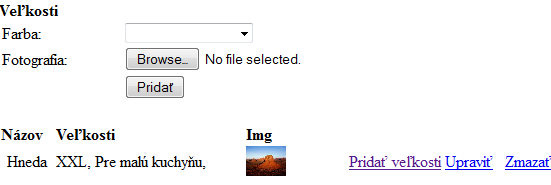 Veľkosti
Farba:
Fotografia: Browse... No file selected.
Pridať
Názov Veľkosti Img
Hneda XXL, Pre malú kuchyňu, Pridať veľkosti Upraviť Zmazať